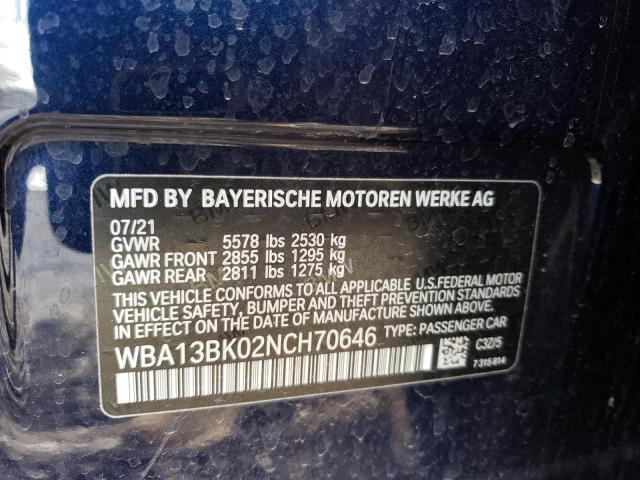 MFD BY BAYERISCHE MOTOREN WERKE AG
07/21
GVWR 5578 lbs 2530 kg
GAWR FRONT 2855 lbs 1295 kg
GAWR REAR 2811 lbs 1275 kg
THIS VEHICLE CONFORMS TO ALL APPLICABLE U.S.FEDERAL MOTOR
VEHICLE SAFETY, BUMPER AND THEFT PREVENTION STANDARDS
IN EFFECT ON THE DATE OF MANUFACTURE SHOWN ABOVE.
WBA13BK02NCH70646 TYPE: PASSENGER CAR
C3Z/5
7315814